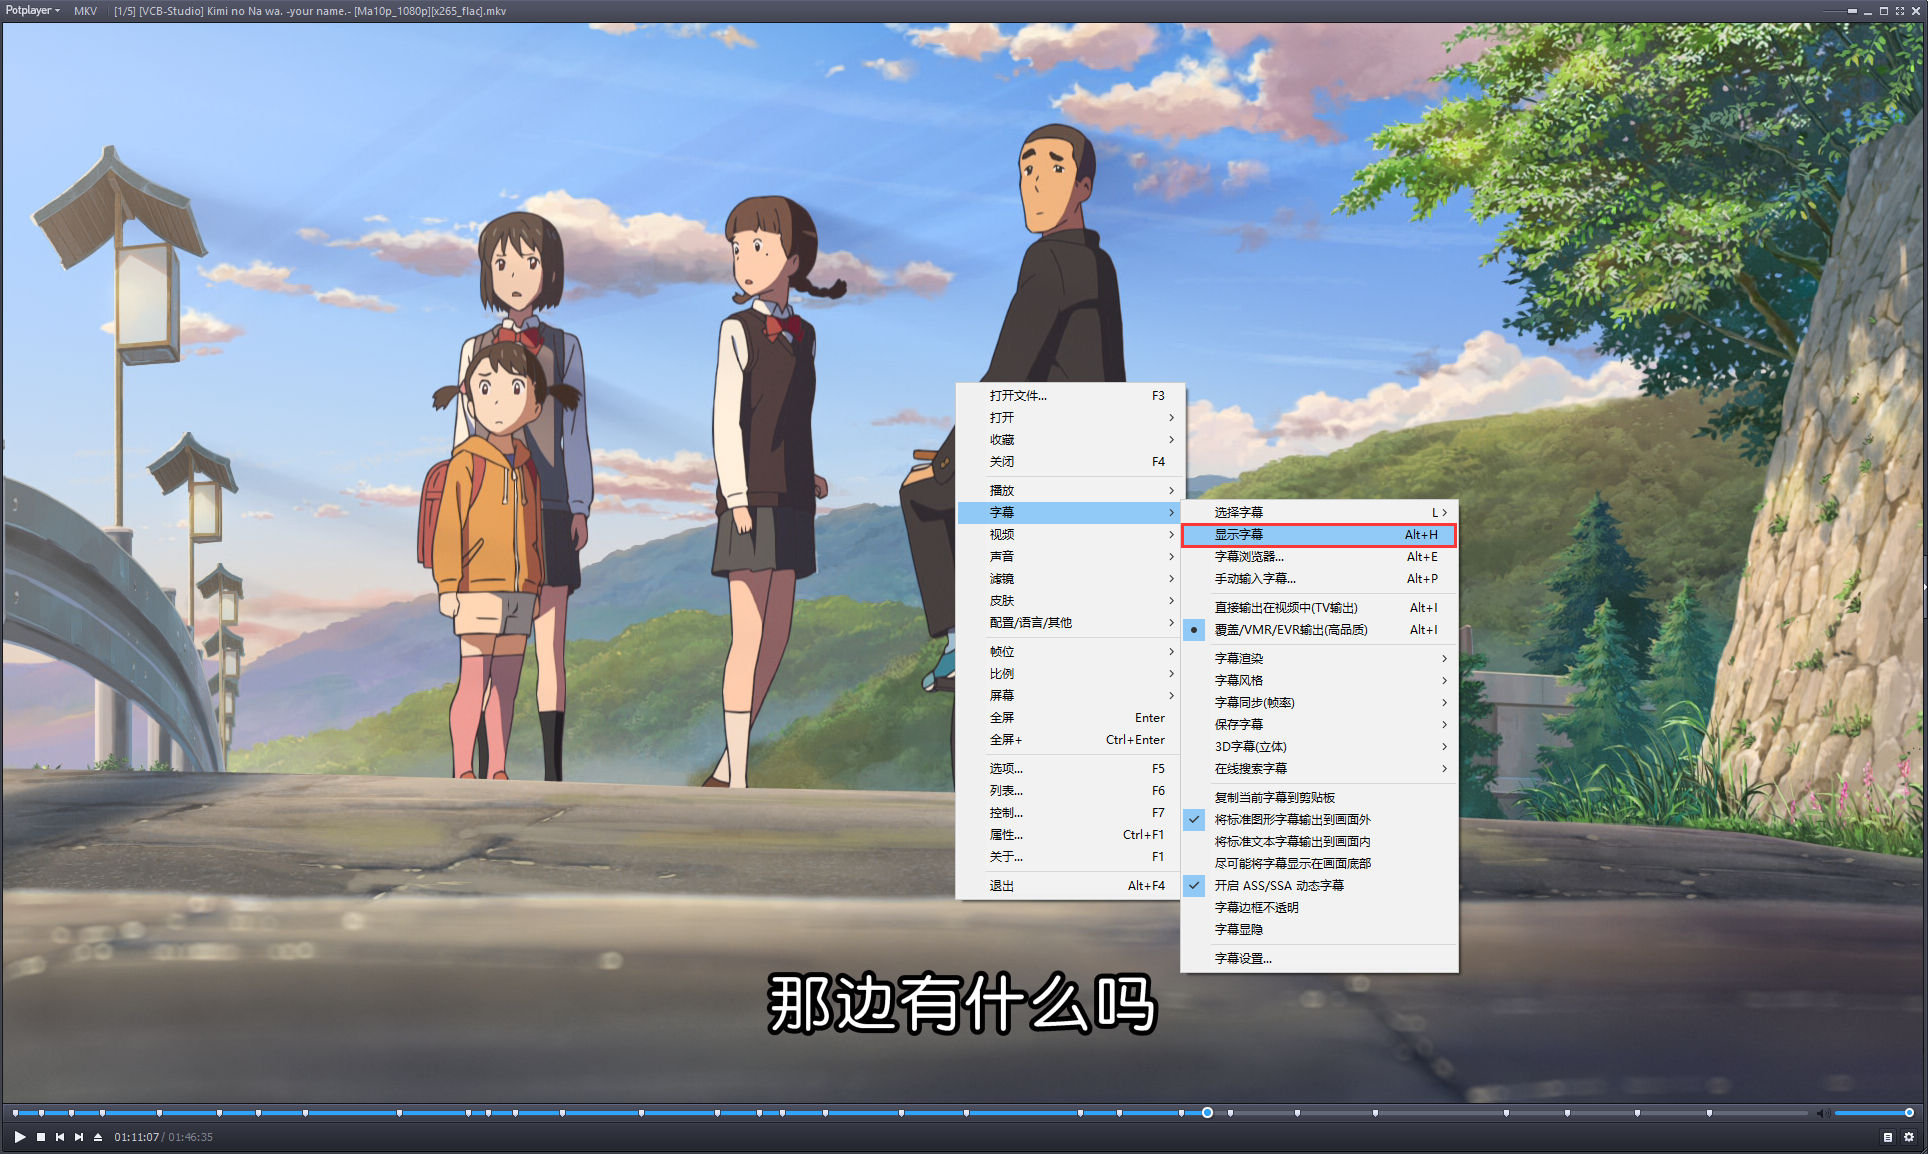 Potplayer MKV [1/5] [VCB-Studio] Kimi no Na wa. -your name.- [Ma10p_1080p][x265_flac].mkv
打开文件... F3
打开
收藏
关闭 F4
播放
字幕
视频
声音
滤镜
皮肤
配置/语言/其他
帧位
比例
屏幕
全屏 Enter
全屏+ Ctrl+Enter
选项... F5
列表... F6
控制... F7
属性... Ctrl+F1
关于... F1
退出 Alt+F4
选择字幕 L
显示字幕 Alt+H
字幕浏览器... Alt+E
手动输入字幕... Alt+P
直接输出在视频中(TV输出) Alt+I
覆盖/VMR/EVR输出(高品质) Alt+I
字幕渲染
字幕风格
字幕同步(帧率)
保存字幕
3D字幕(立体)
在线搜索字幕
复制当前字幕到剪贴板
将标准图形字幕输出到画面外
将标准文本字幕输出到画面内
尽可能将字幕显示在画面底部
开启 ASS/SSA 动态字幕
字幕边框不透明
字幕显隐
字幕设置...
那边有什么吗
01:11:07 / 01:46:35